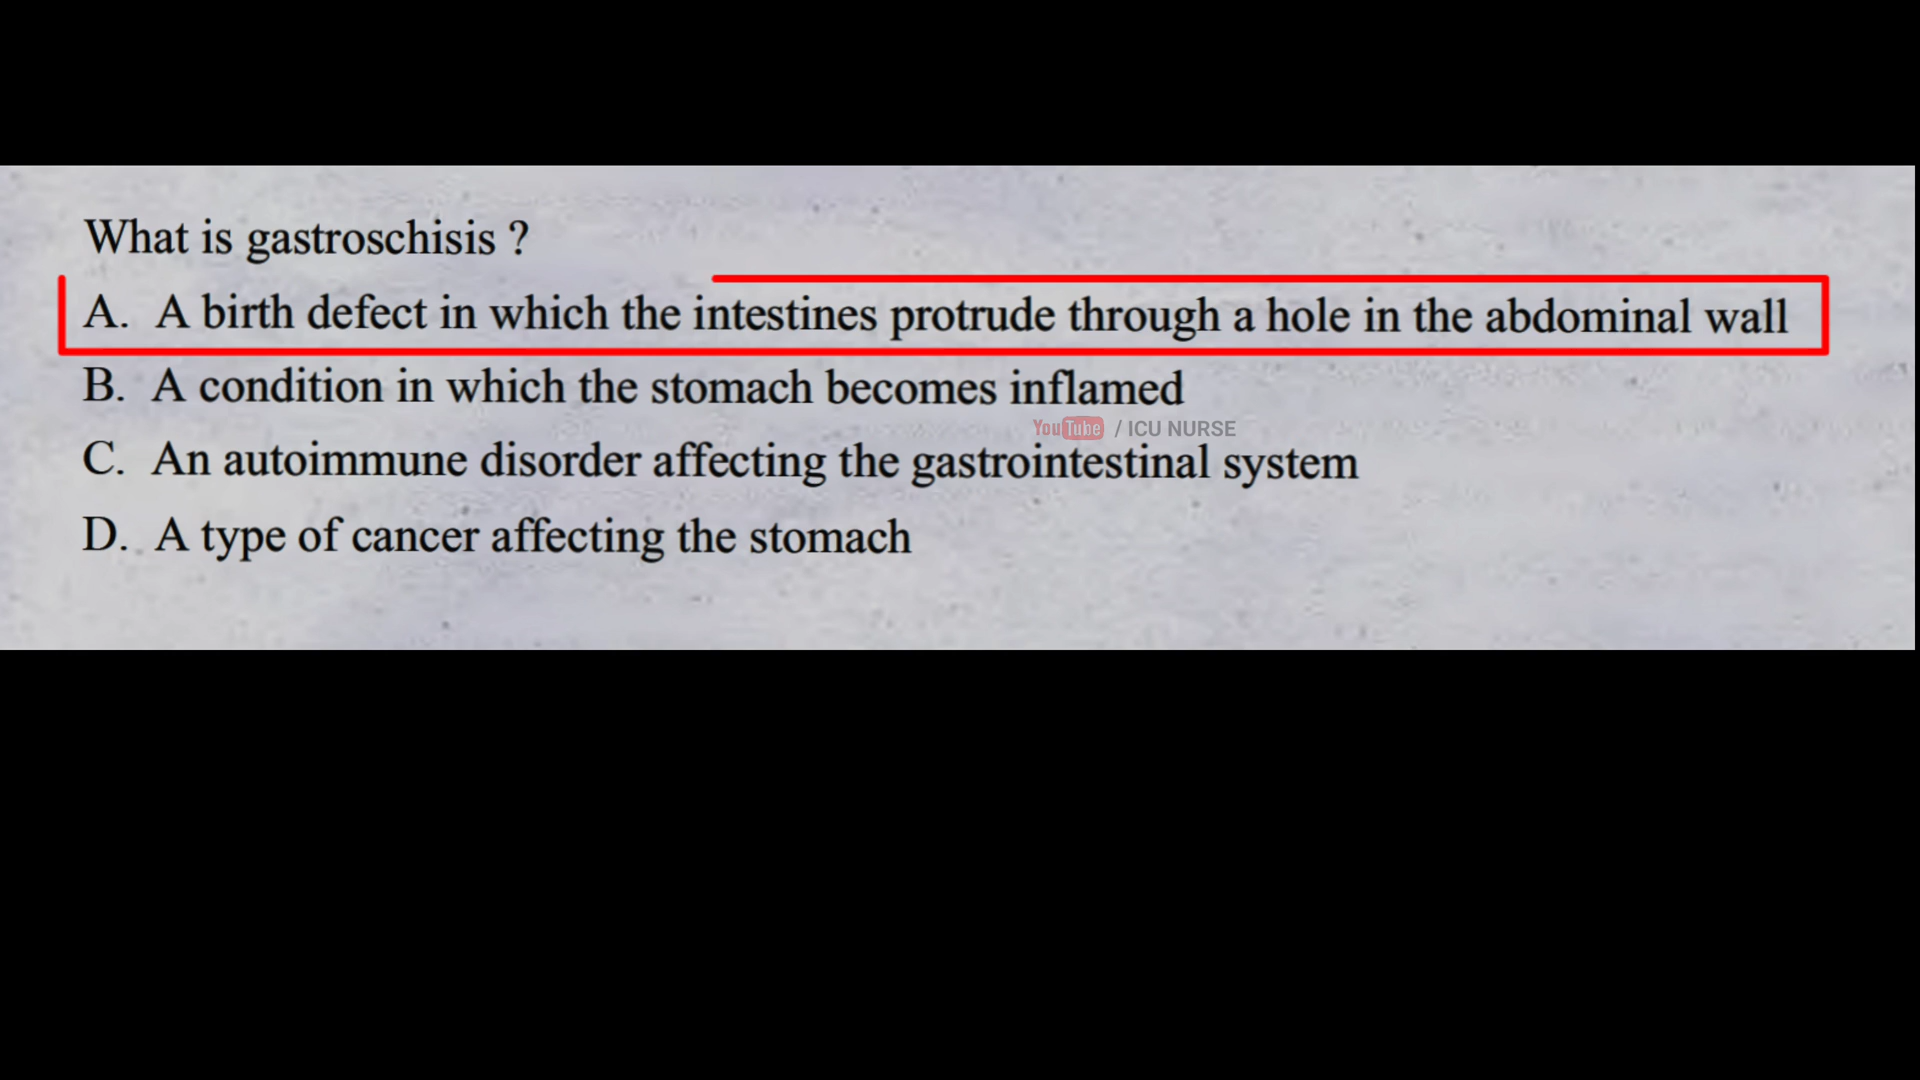 What is gastroschisis ?
A. A birth defect in which the intestines protrude through a hole in the abdominal wall
B. A condition in which the stomach becomes inflamed
YouTube / ICU NURSE
C. An autoimmune disorder affecting the gastrointestinal system
D. A type of cancer affecting the stomach